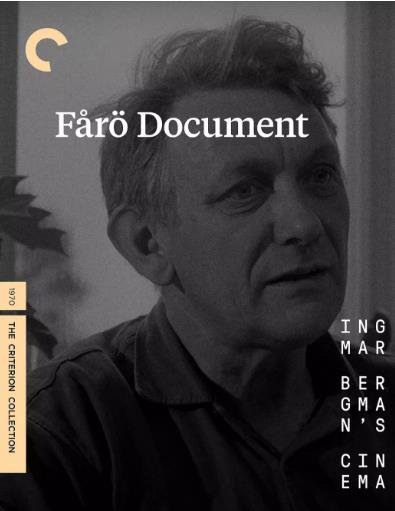 Fårö Document
1970
THE CRITERION COLLECTION
ING
MAR
BER
GMA
N'S
CIN
EMA